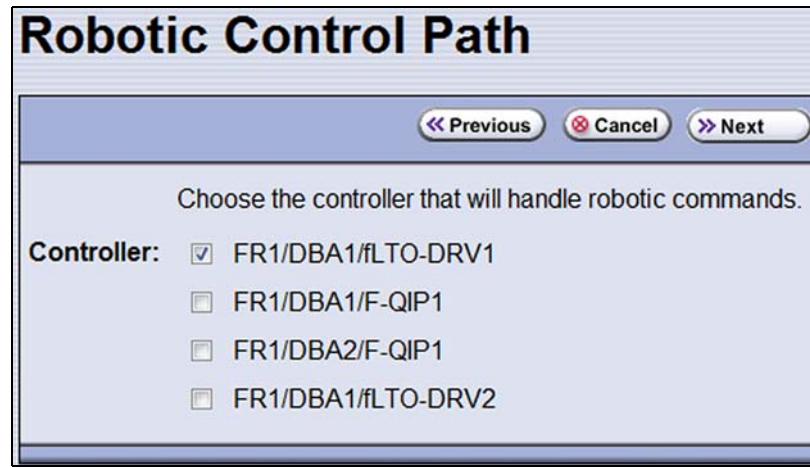 Robotic Control Path
Previous Cancel Next
Choose the controller that will handle robotic commands.
Controller: FR1/DBA1/fLTO-DRV1
FR1/DBA1/F-QIP1
FR1/DBA2/F-QIP1
FR1/DBA1/fLTO-DRV2